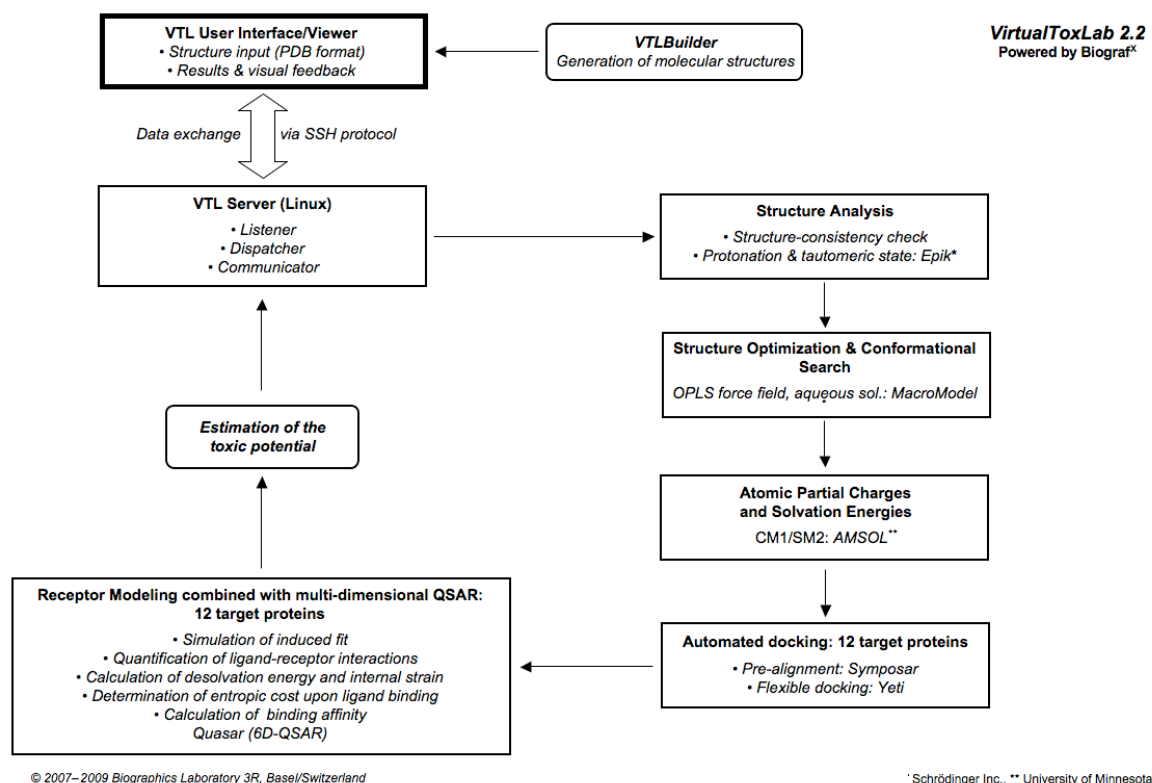 VTL User Interface/Viewer
• Structure input (PDB format)
• Results & visual feedback
VTLBuilder
Generation of molecular structures
VirtualToxLab 2.2
Powered by Biografˣ
Data exchange via SSH protocol
VTL Server (Linux)
• Listener
• Dispatcher
• Communicator
Structure Analysis
• Structure-consistency check
• Protonation & tautomeric state: Epik*
Structure Optimization & Conformational
Search
OPLS force field, aqueous sol.: MacroModel
Atomic Partial Charges
and Solvation Energies
CM1/SM2: AMSOL**
Automated docking: 12 target proteins
• Pre-alignment: Symposar
• Flexible docking: Yeti
Receptor Modeling combined with multi-dimensional QSAR:
12 target proteins
• Simulation of induced fit
• Quantification of ligand-receptor interactions
• Calculation of desolvation energy and internal strain
• Determination of entropic cost upon ligand binding
• Calculation of binding affinity
Quasar (6D-QSAR)
Estimation of the
toxic potential
© 2007–2009 Biographics Laboratory 3R, Basel/Switzerland
* Schrödinger Inc., ** University of Minnesota